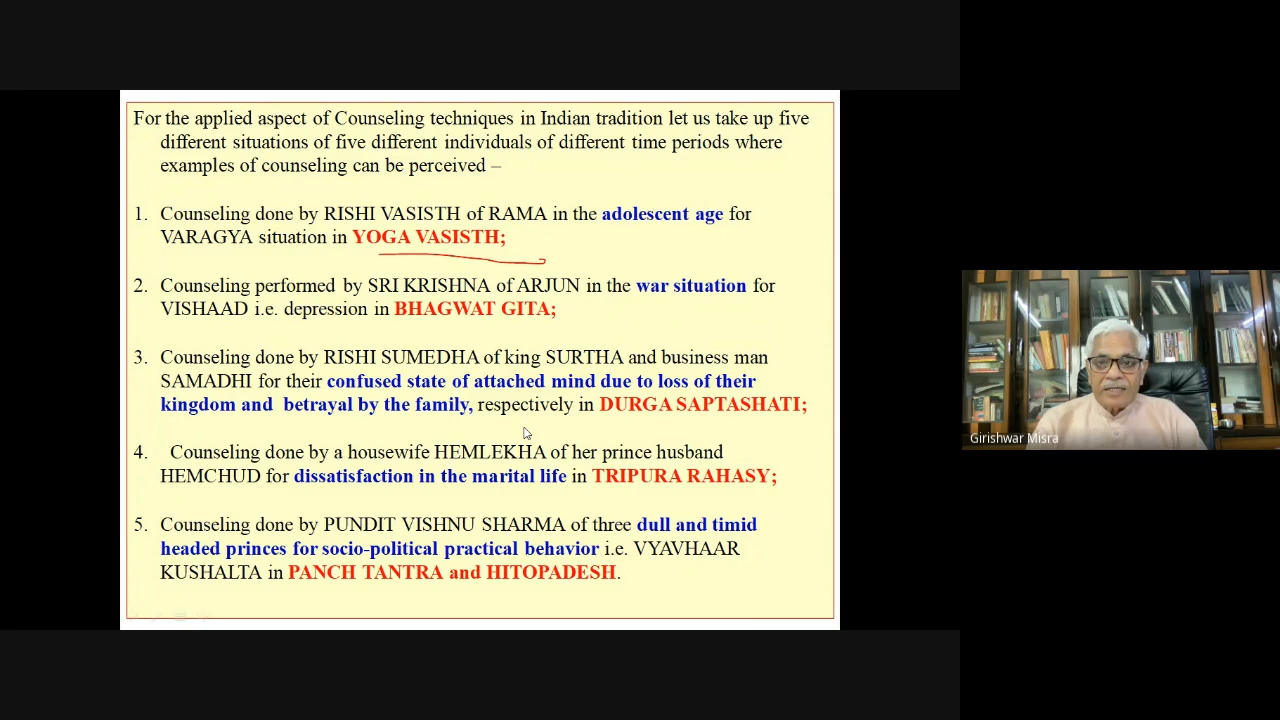 For the applied aspect of Counseling techniques in Indian tradition let us take up five
different situations of five different individuals of different time periods where
examples of counseling can be perceived –
1. Counseling done by RISHI VASISTH of RAMA in the adolescent age for
VARAGYA situation in YOGA VASISTH;
2. Counseling performed by SRI KRISHNA of ARJUN in the war situation for
VISHAAD i.e. depression in BHAGWAT GITA;
3. Counseling done by RISHI SUMEDHA of king SURTHA and business man
SAMADHI for their confused state of attached mind due to loss of their
kingdom and betrayal by the family, respectively in DURGA SAPTASHATI;
4. Counseling done by a housewife HEMLEKHA of her prince husband
HEMCHUD for dissatisfaction in the marital life in TRIPURA RAHASY;
5. Counseling done by PUNDIT VISHNU SHARMA of three dull and timid
headed princes for socio-political practical behavior i.e. VYAVHAAR
KUSHALTA in PANCH TANTRA and HITOPADESH.
Girishwar Misra